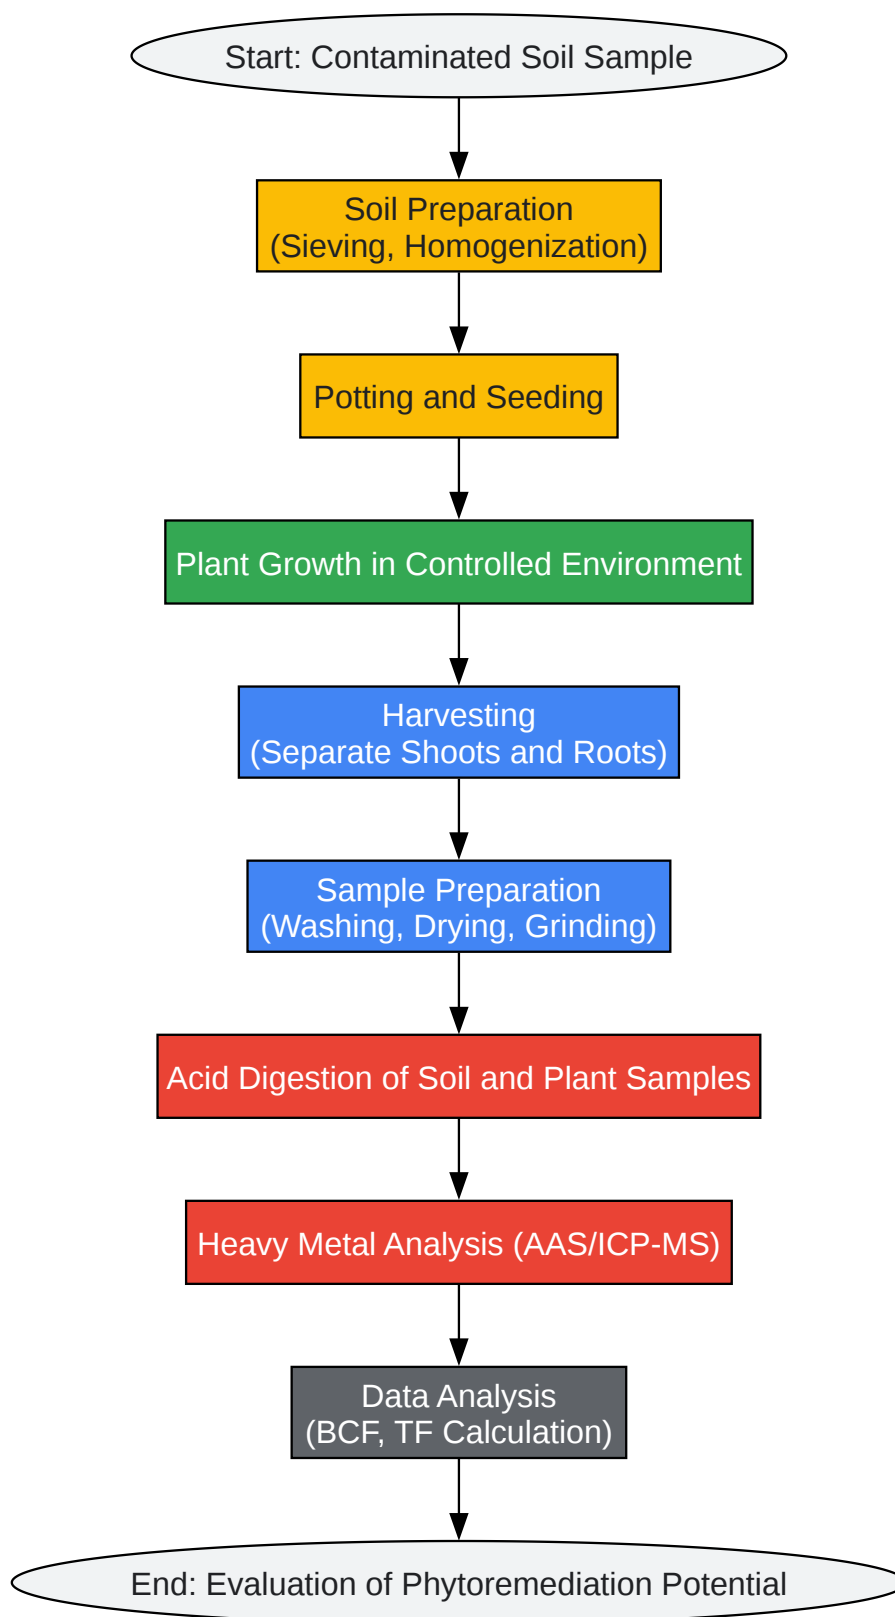 Start: Contaminated Soil Sample
Soil Preparation
(Sieving, Homogenization)
Potting and Seeding
Plant Growth in Controlled Environment
Harvesting
(Separate Shoots and Roots)
Sample Preparation
(Washing, Drying, Grinding)
Acid Digestion of Soil and Plant Samples
Heavy Metal Analysis (AAS/ICP-MS)
Data Analysis
(BCF, TF Calculation)
End: Evaluation of Phytoremediation Potential